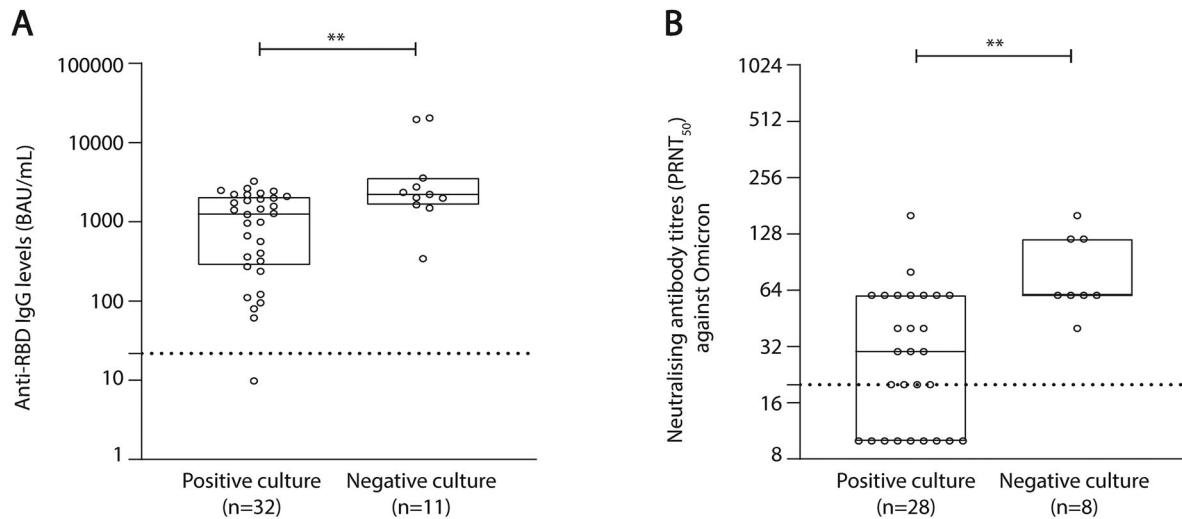 A
**
Anti-RBD IgG levels (BAU/mL)
100000
10000
1000
100
10
1
Positive culture
(n=32)
Negative culture
(n=11)
B
**
Neutralising antibody titres (PRNT50)
against Omicron
1024
512
256
128
64
32
16
8
Positive culture
(n=28)
Negative culture
(n=8)